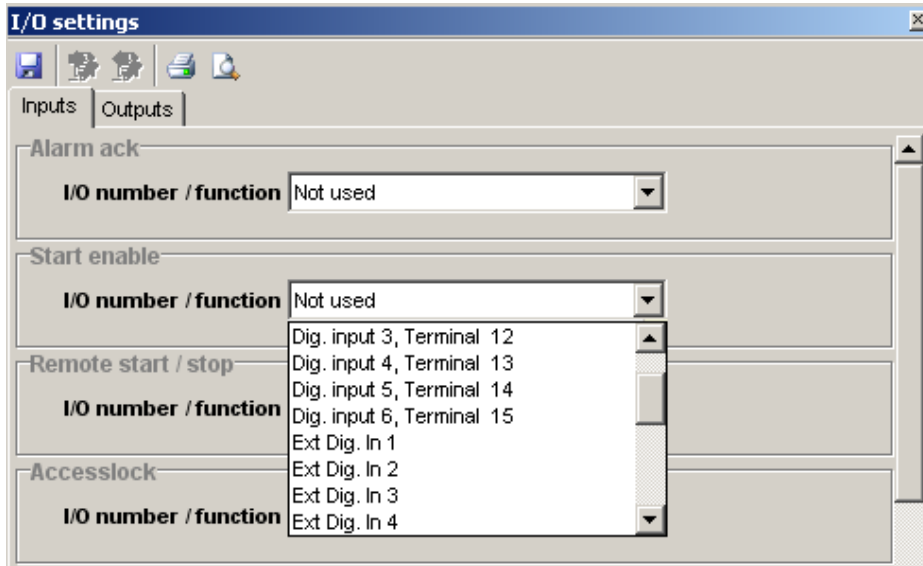 I/O settings
Inputs
Outputs
Alarm ack
I/O number / function Not used
Start enable
I/O number / function Not used
Dig. input 3, Terminal 12
Dig. input 4, Terminal 13
Remote start / stop
Dig. input 5, Terminal 14
I/O number / function
Dig. input 6, Terminal 15
Ext Dig. In 1
Ext Dig. In 2
Accesslock
Ext Dig. In 3
I/O number / function
Ext Dig. In 4